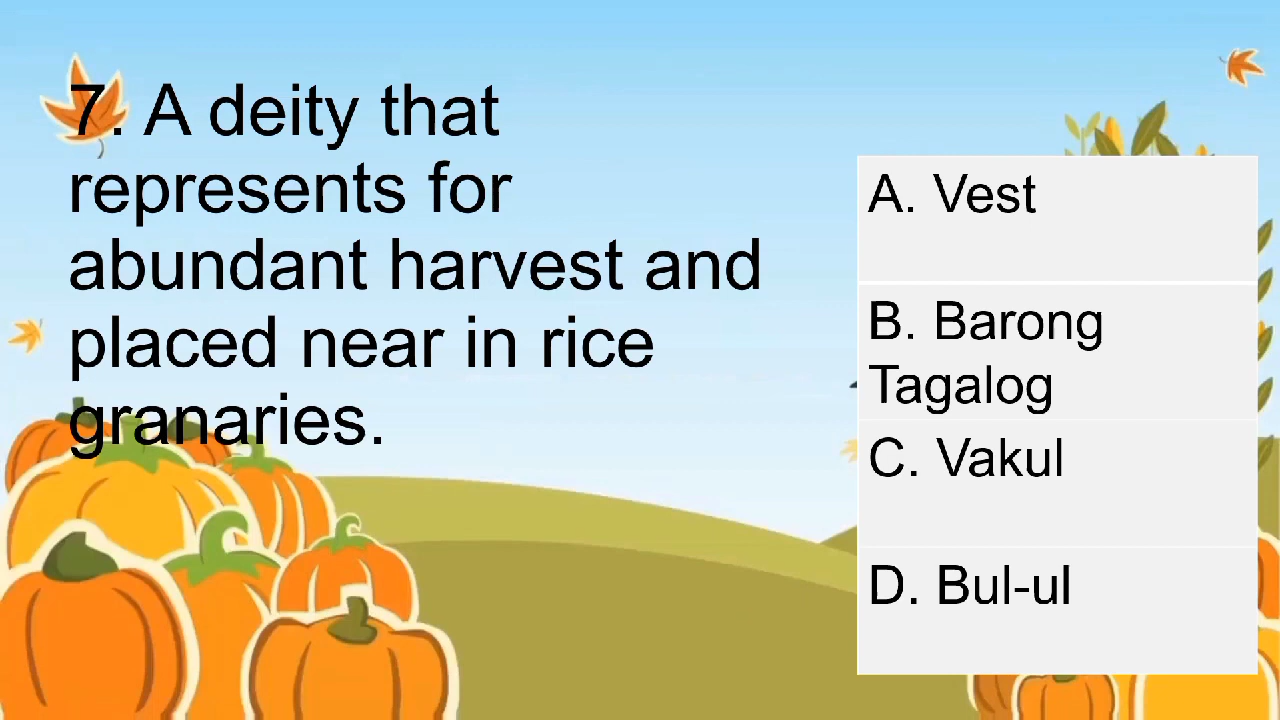 7. A deity that
represents for
abundant harvest and
placed near in rice
granaries.
A. Vest
B. Barong
Tagalog
C. Vakul
D. Bul-ul